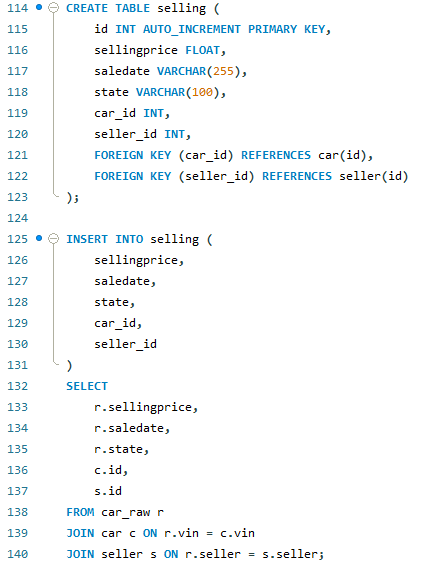 114 CREATE TABLE selling (
115 id INT AUTO_INCREMENT PRIMARY KEY,
116 sellingprice FLOAT,
117 saledate VARCHAR(255),
118 state VARCHAR(100),
119 car_id INT,
120 seller_id INT,
121 FOREIGN KEY (car_id) REFERENCES car(id),
122 FOREIGN KEY (seller_id) REFERENCES seller(id)
123 );
124
125 INSERT INTO selling (
126 sellingprice,
127 saledate,
128 state,
129 car_id,
130 seller_id
131 )
132 SELECT
133 r.sellingprice,
134 r.saledate,
135 r.state,
136 c.id,
137 s.id
138 FROM car_raw r
139 JOIN car c ON r.vin = c.vin
140 JOIN seller s ON r.seller = s.seller;